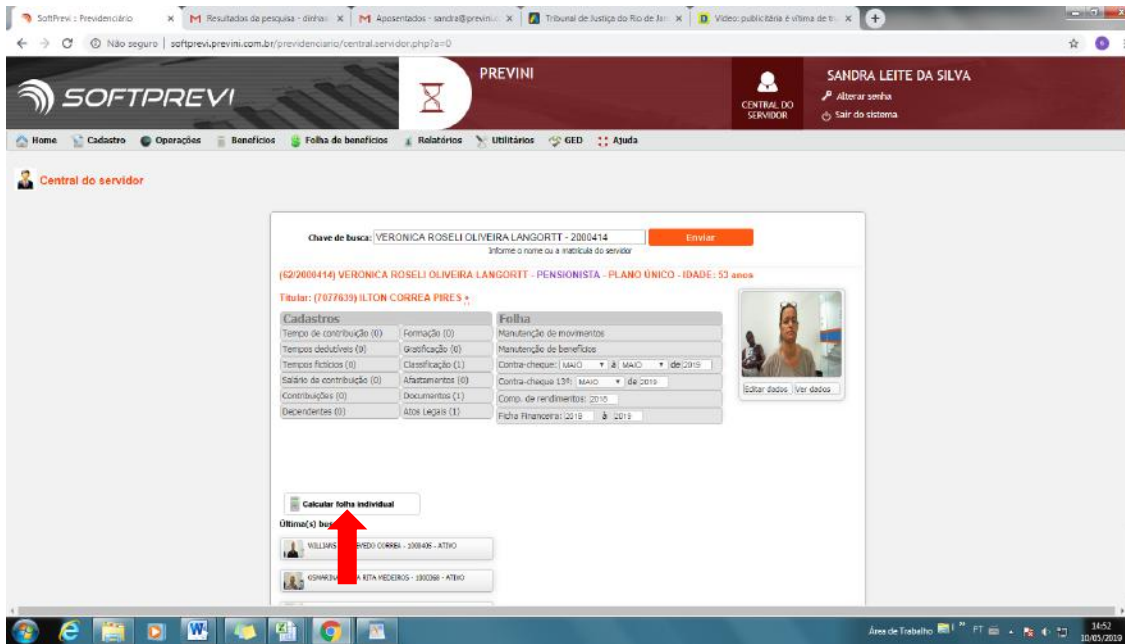 SoftPrevi :: Previdenciário
Resultados da pesquisa - dinhas
Aposentados - sandra@previni.c
Tribunal de Justiça do Rio de Jan
Vídeo: publicitária é vítima de t
Não seguro | softprevi.previni.com.br/previdenciario/central.servidor.php?a=0
SOFTPREVI
PREVINI
CENTRAL DO SERVIDOR
SANDRA LEITE DA SILVA
Alterar senha
Sair do sistema
Home Cadastro Operações Benefícios Folha de benefícios Relatórios Utilitários GED Ajuda
Central do servidor
Chave de busca: VERONICA ROSELI OLIVEIRA LANGORTT - 2000414 Enviar
Informe o nome ou a matrícula do servidor
(62/2000414) VERONICA ROSELI OLIVEIRA LANGORTT - PENSIONISTA - PLANO ÚNICO - IDADE: 53 anos
Titular: (7077639) ILTON CORREA PIRES
Cadastros Folha
Tempo de contribuição (0) Formação (0) Manutenção de movimentos
Tempos dedutíveis (0) Gratificação (0) Manutenção de benefícios
Tempos fictícios (0) Classificação (1) Contra-cheque: MAIO à MAIO de 2019
Salário de contribuição (0) Afastamentos (0) Contra-cheque 13º: MAIO de 2019
Contribuições (0) Documentos (1) Comp. de rendimentos: 2018
Dependentes (0) Atos Legais (1) Ficha Financeira: 2019 à 2019
Editar dados Ver dados
Calcular folha individual
Última(s)
CORREA - 1000406 - ATIVO
RITA MEDEIROS - ATIVO
Área de Trabalho PT 14:52
10/05/2019